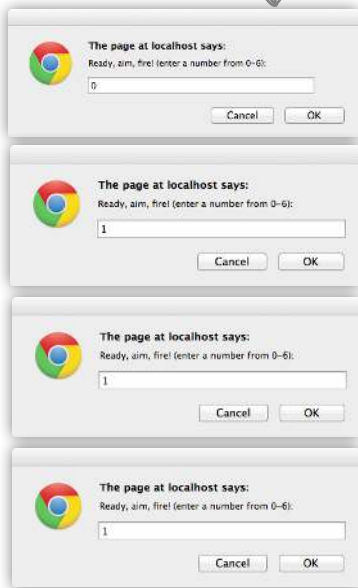 The page at localhost says:
Ready, aim, fire! (enter a number from 0-6):
0
Cancel OK
The page at localhost says:
Ready, aim, fire! (enter a number from 0-6):
1
Cancel OK
The page at localhost says:
Ready, aim, fire! (enter a number from 0-6):
1
Cancel OK
The page at localhost says:
Ready, aim, fire! (enter a number from 0-6):
1
Cancel OK